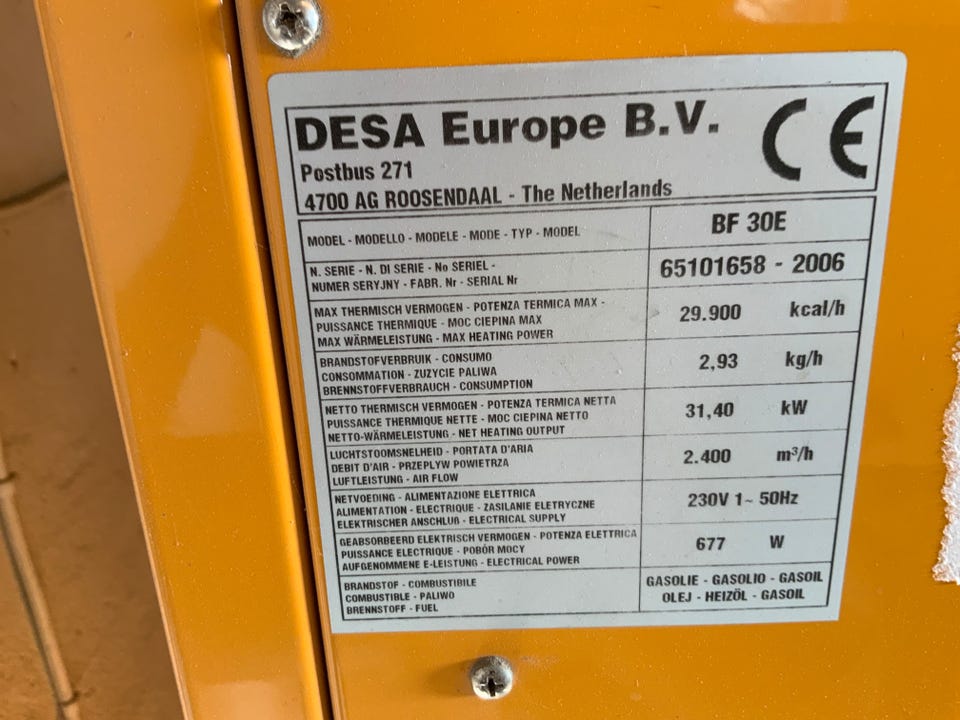 DESA Europe B.V.
CE
Postbus 271
4700 AG ROOSENDAAL - The Netherlands
MODEL - MODELLO - MODELE - MODE - TYP - MODEL
BF 30E
N. SERIE - N. DI SERIE - No SERIEL -
NUMER SERYJNY - FABR. Nr - SERIAL Nr
65101658 - 2006
MAX THERMISCH VERMOGEN - POTENZA TERMICA MAX -
PUISSANCE THERMIQUE - MOC CIEPINA MAX
MAX WÄRMELEISTUNG - MAX HEATING POWER
29.900 kcal/h
BRANDSTOFVERBRUIK - CONSUMO
CONSOMMATION - ZUZYCIE PALIWA
BRENNSTOFFVERBRAUCH - CONSUMPTION
2,93 kg/h
NETTO THERMISCH VERMOGEN - POTENZA TERMICA NETTA
PUISSANCE THERMIQUE NETTE - MOC CIEPINA NETTO
NETTO-WÄRMELEISTUNG - NET HEATING OUTPUT
31,40 kW
LUCHTSTOOMSNELHEID - PORTATA D'ARIA
DEBIT D'AIR - PRZEPLYW POWIETRZA
LUFTLEISTUNG - AIR FLOW
2.400 m³/h
NETVOEDING - ALIMENTAZIONE ELETTRICA
ALIMENTATION - ELECTRIQUE - ZASILANIE ELETRYCZNE
ELEKTRISCHER ANSCHLUß - ELECTRICAL SUPPLY
230V 1~ 50Hz
GEABSORBEERD ELEKTRISCH VERMOGEN - POTENZA ELETTRICA
PUISSANCE ELECTRIQUE - POBÓR MOCY
AUFGENOMMENE E-LEISTUNG - ELECTRICAL POWER
677 W
BRANDSTOF - COMBUSTIBILE
COMBUSTIBLE - PALIWO
BRENNSTOFF - FUEL
GASOLIE - GASOLIO - GASOIL
OLEJ - HEIZÖL - GASOIL